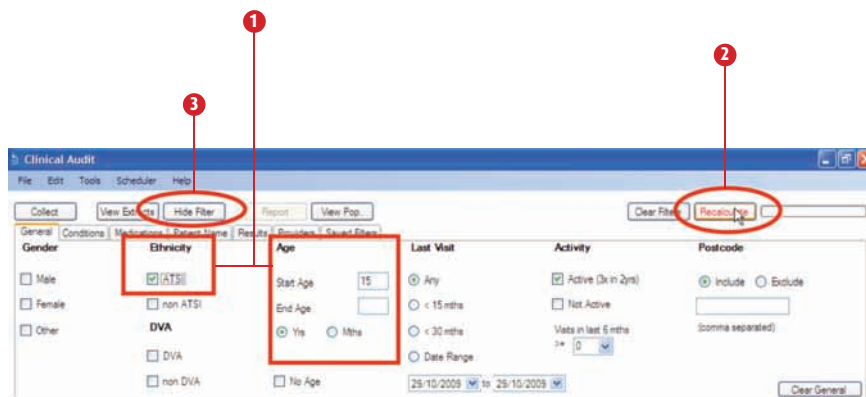 1
2
3
Clinical Audit
File Edit Tools Scheduler Help
Collect View Extracts Hide Filter Report View Pop. Clear Filters Recalculate
General Conditions Medications Patient Name Results Providers Saved Filters
Gender Ethnicity Age Last Visit Activity Postcode
Male ATSI Start Age 15 Any Active (3x in 2yrs) Include Exclude
Female non ATSI End Age < 15 mths Not Active
Other DVA Yrs Mths < 30 mths Visits in last 6 mths (comma separated)
>= 0
DVA Date Range
non DVA No Age 29/10/2009 to 29/10/2009 Clear General